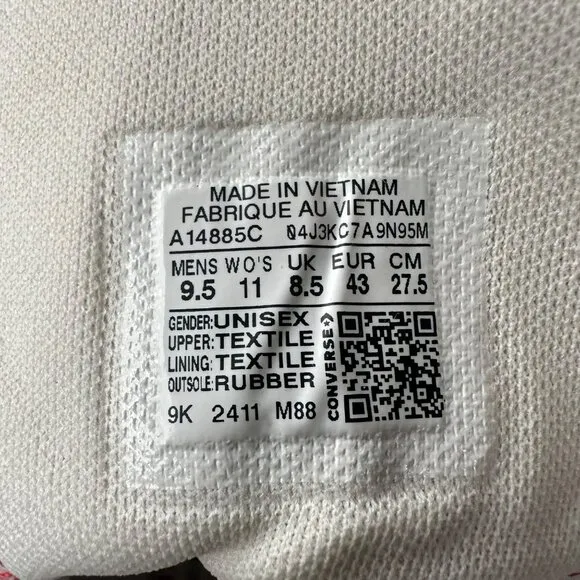 MADE IN VIETNAM
FABRIQUE AU VIETNAM
A14885C 04J3KC7A9N95M
MENS WO'S UK EUR CM
9.5 11 8.5 43 27.5
GENDER:UNISEX
UPPER:TEXTILE
LINING:TEXTILE
OUTSOLE:RUBBER
CONVERSE
9K 2411 M88